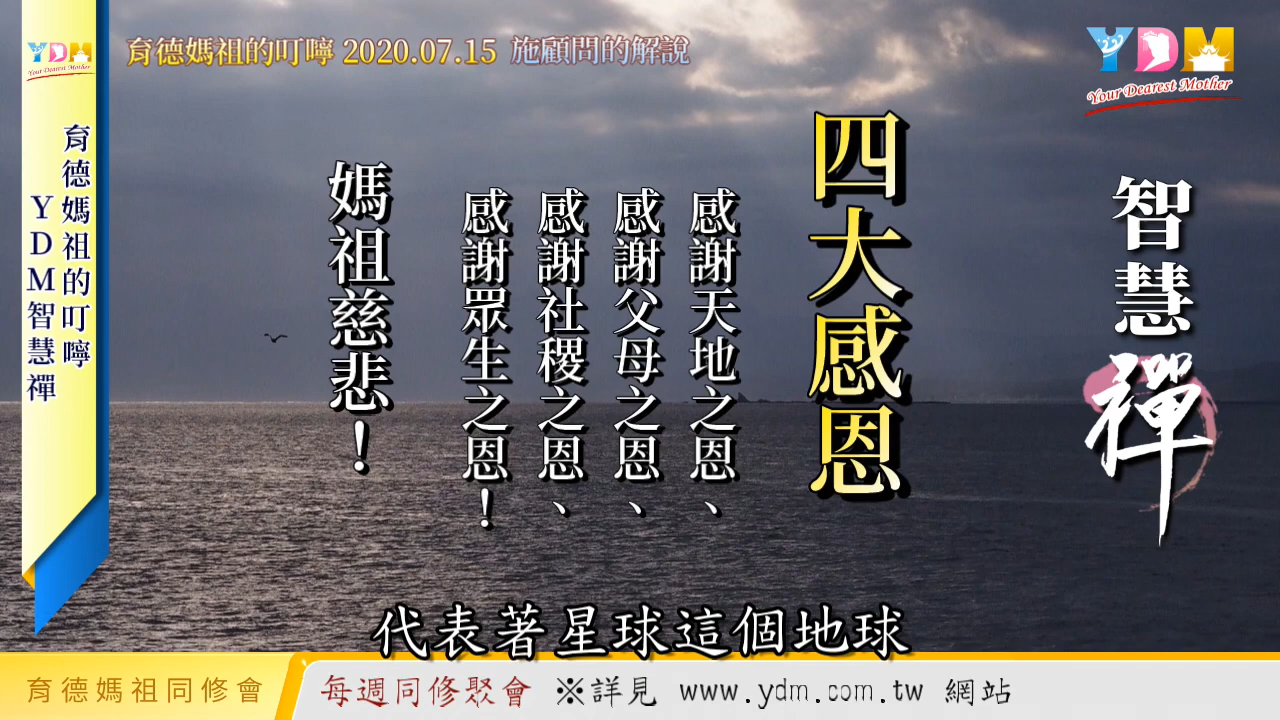 育德媽祖的叮嚀 2020.07.15 施顧問的解說
YDM
Your Dearest Mother
YDM
Your Dearest Mother
智慧禪
四大感恩
感謝天地之恩、
感謝父母之恩、
感謝社稷之恩、
感謝眾生之恩！
媽祖慈悲！
育德媽祖的叮嚀
YDM智慧禪
代表著星球這個地球
育德媽祖同修會
每週同修聚會 ※詳見 www.ydm.com.tw 網站